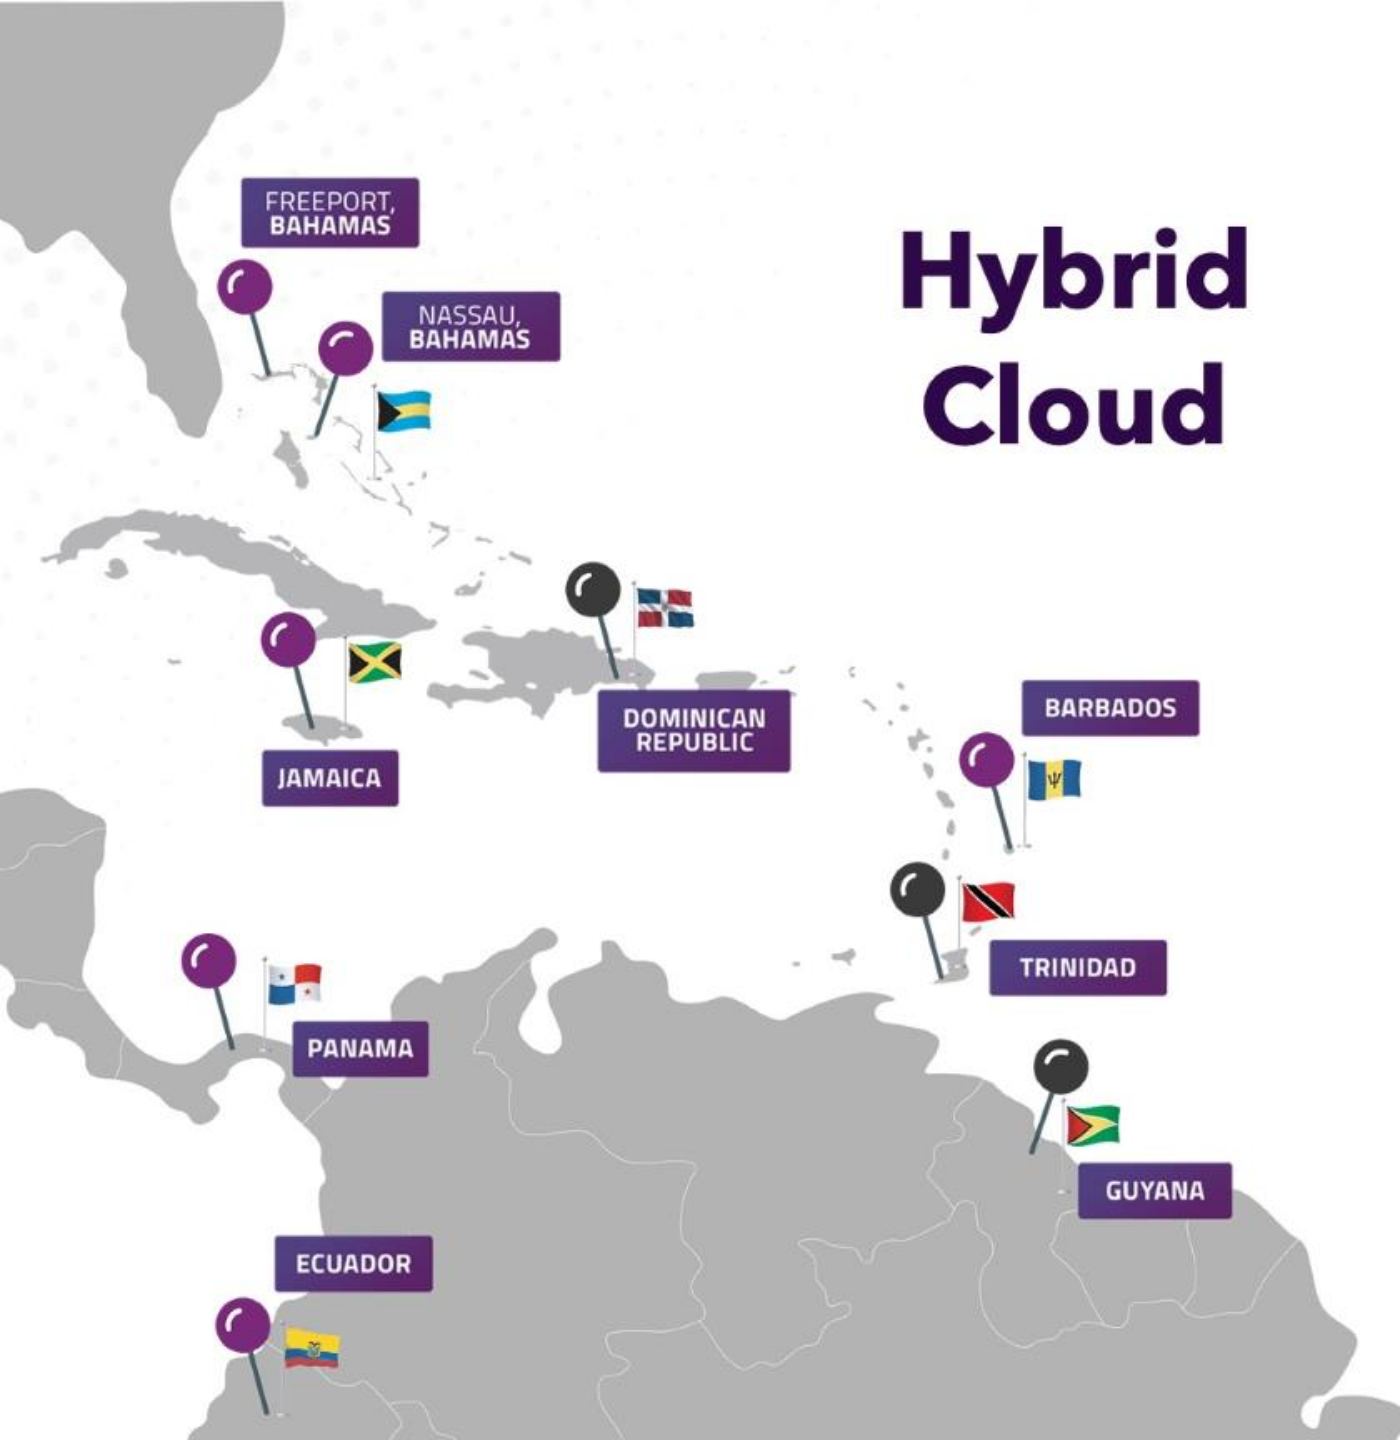 FREEPORT,
BAHAMAS
NASSAU,
BAHAMAS
Hybrid
Cloud
DOMINICAN
REPUBLIC
BARBADOS
JAMAICA
TRINIDAD
PANAMA
GUYANA
ECUADOR